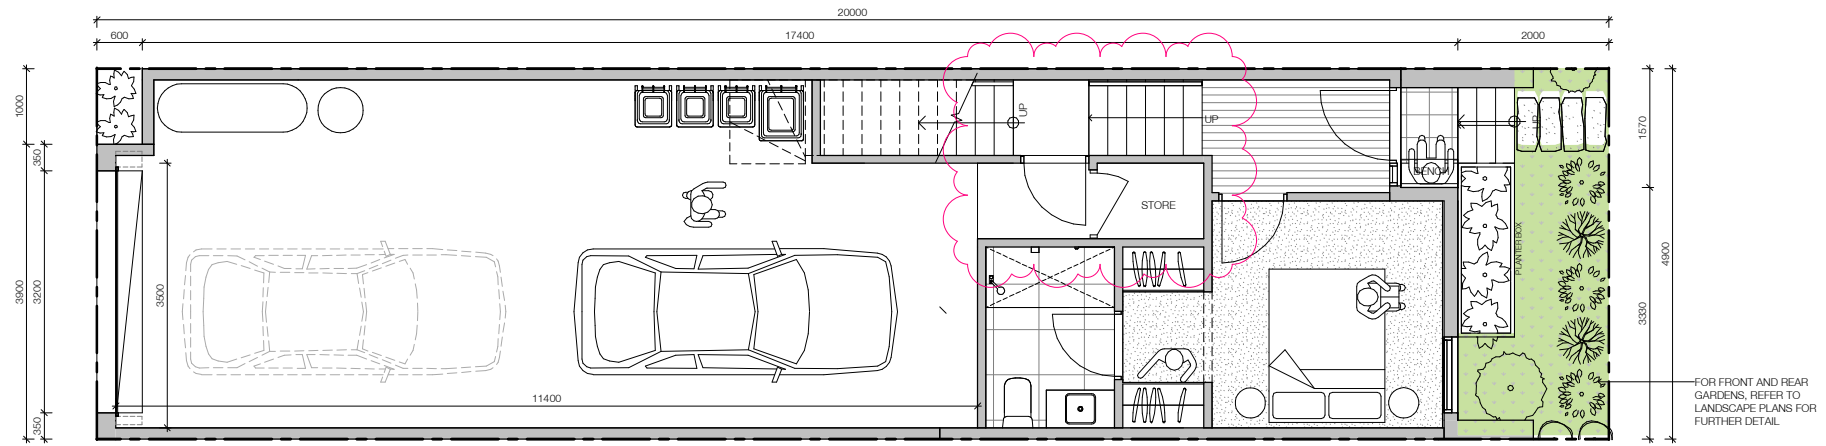 20000
600
17400
2000
1000
350
3900
3200
350
3500
11400
UP
UP
UP
BENCH
STORE
PLANTER BOX
1570
4900
3330
FOR FRONT AND REAR
GARDENS, REFER TO
LANDSCAPE PLANS FOR
FURTHER DETAIL